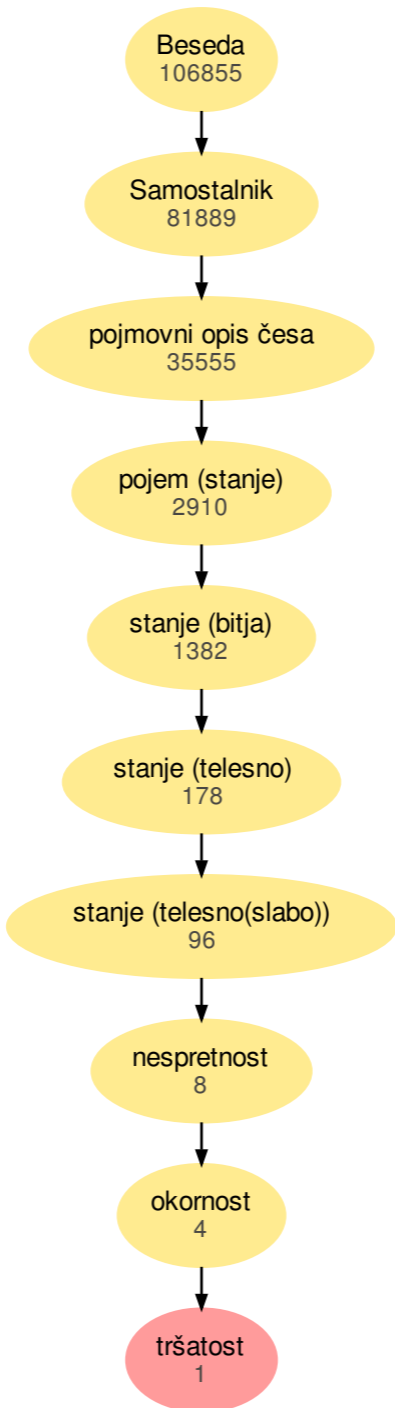 Beseda
106855
Samostalnik
81889
pojmovni opis česa
35555
pojem (stanje)
2910
stanje (bitja)
1382
stanje (telesno)
178
stanje (telesno(slabo))
96
nespretnost
8
okornost
4
tršatost
1